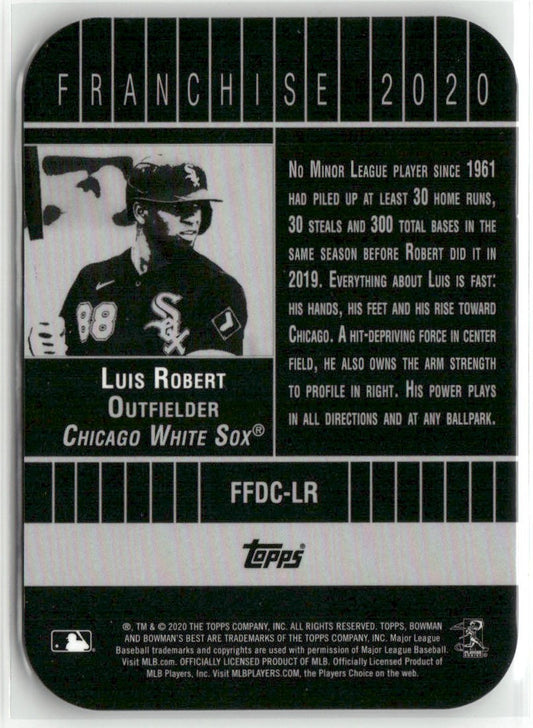 FRANCHISE 2020
No Minor League player since 1961
had piled up at least 30 home runs,
30 steals and 300 total bases in the
same season before Robert did it in
2019. Everything about Luis is fast:
his hands, his feet and his rise toward
Chicago. A hit-depriving force in center
field, he also owns the arm strength
to profile in right. His power plays
in all directions and at any ballpark.
88
Sox
Luis Robert
Outfielder
Chicago White Sox®
FFDC-LR
topps®
®, TM & © 2020 THE TOPPS COMPANY, INC. ALL RIGHTS RESERVED. TOPPS, BOWMAN
AND BOWMAN'S BEST ARE TRADEMARKS OF THE TOPPS COMPANY, INC. Major League
Baseball trademarks and copyrights are used with permission of Major League Baseball.
Visit MLB.com. OFFICIALLY LICENSED PRODUCT OF MLB. Officially Licensed Product of
MLB Players, Inc. Visit MLBPLAYERS.COM, the Players Choice on the web.